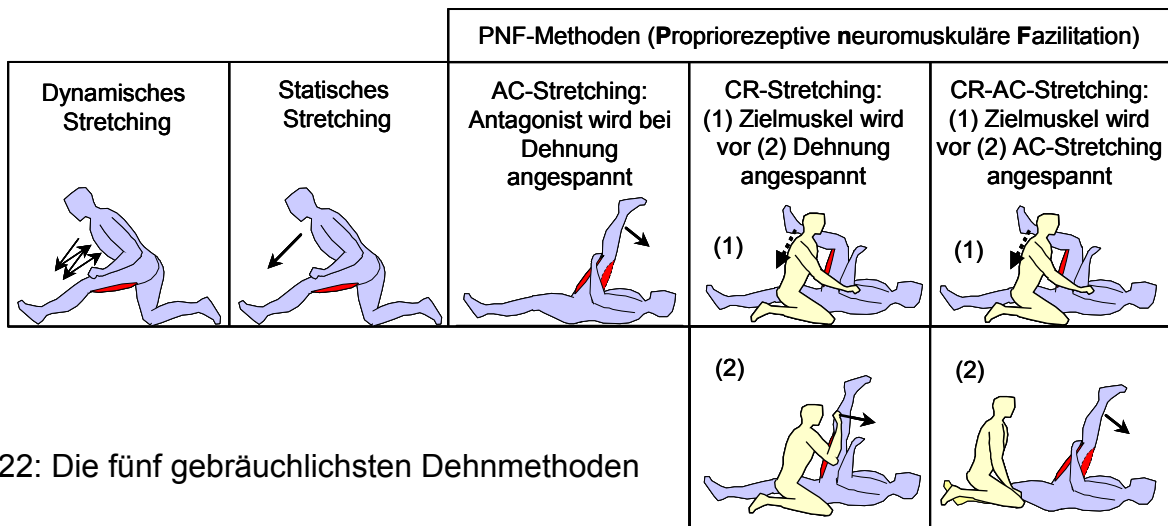 PNF-Methoden (Propriorezeptive neuromuskuläre Fazilitation)
Dynamisches
Stretching
Statisches
Stretching
AC-Stretching:
Antagonist wird bei
Dehnung
angespannt
CR-Stretching:
(1) Zielmuskel wird
vor (2) Dehnung
angespannt
CR-AC-Stretching:
(1) Zielmuskel wird
vor (2) AC-Stretching
angespannt
(1)
(1)
(2)
(2)
22: Die fünf gebräuchlichsten Dehnmethoden